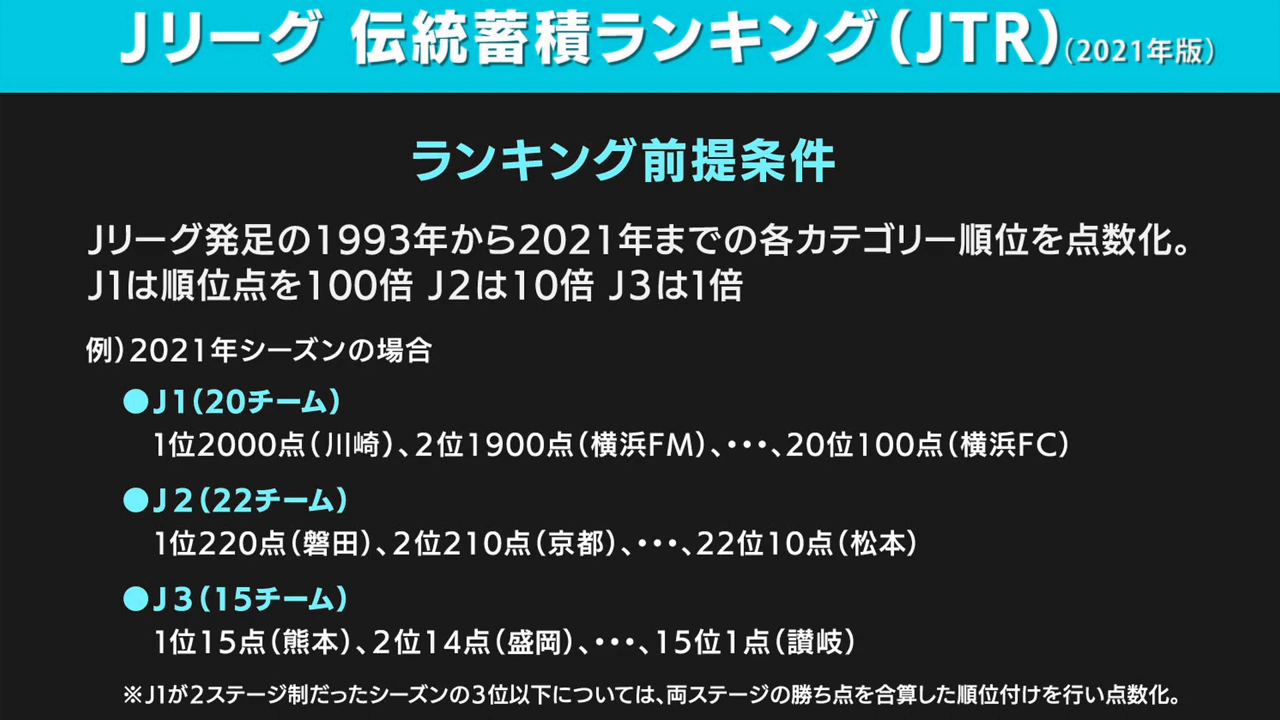 Jリーグ 伝統蓄積ランキング(JTR)(2021年版)
ランキング前提条件
Jリーグ発足の1993年から2021年までの各カテゴリー順位を点数化。
J1は順位点を100倍 J2は10倍 J3は1倍
例)2021年シーズンの場合
●J1(20チーム)
1位2000点(川崎)、2位1900点(横浜FM)、・・・、20位100点(横浜FC)
●J2(22チーム)
1位220点(磐田)、2位210点(京都)、・・・、22位10点(松本)
●J3(15チーム)
1位15点(熊本)、2位14点(盛岡)、・・・、15位1点(讃岐)
※J1が2ステージ制だったシーズンの3位以下については、両ステージの勝ち点を合算した順位付けを行い点数化。